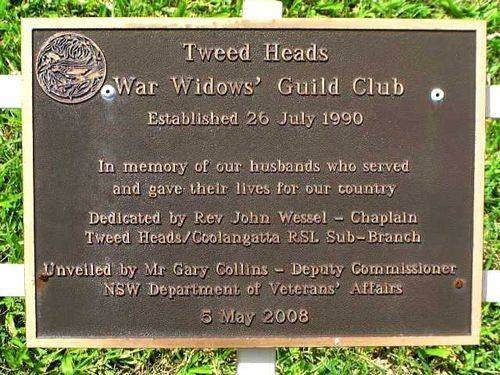 Tweed Heads
War Widows' Guild Club
Established 26 July 1990
In memory of our husbands who served
and gave their lives for our country
Dedicated by Rev John Wessel - Chaplain
Tweed Heads/Coolangatta RSL Sub-Branch
Unveiled by Mr Gary Collins - Deputy Commissioner
NSW Department of Veterans' Affairs
5 May 2008